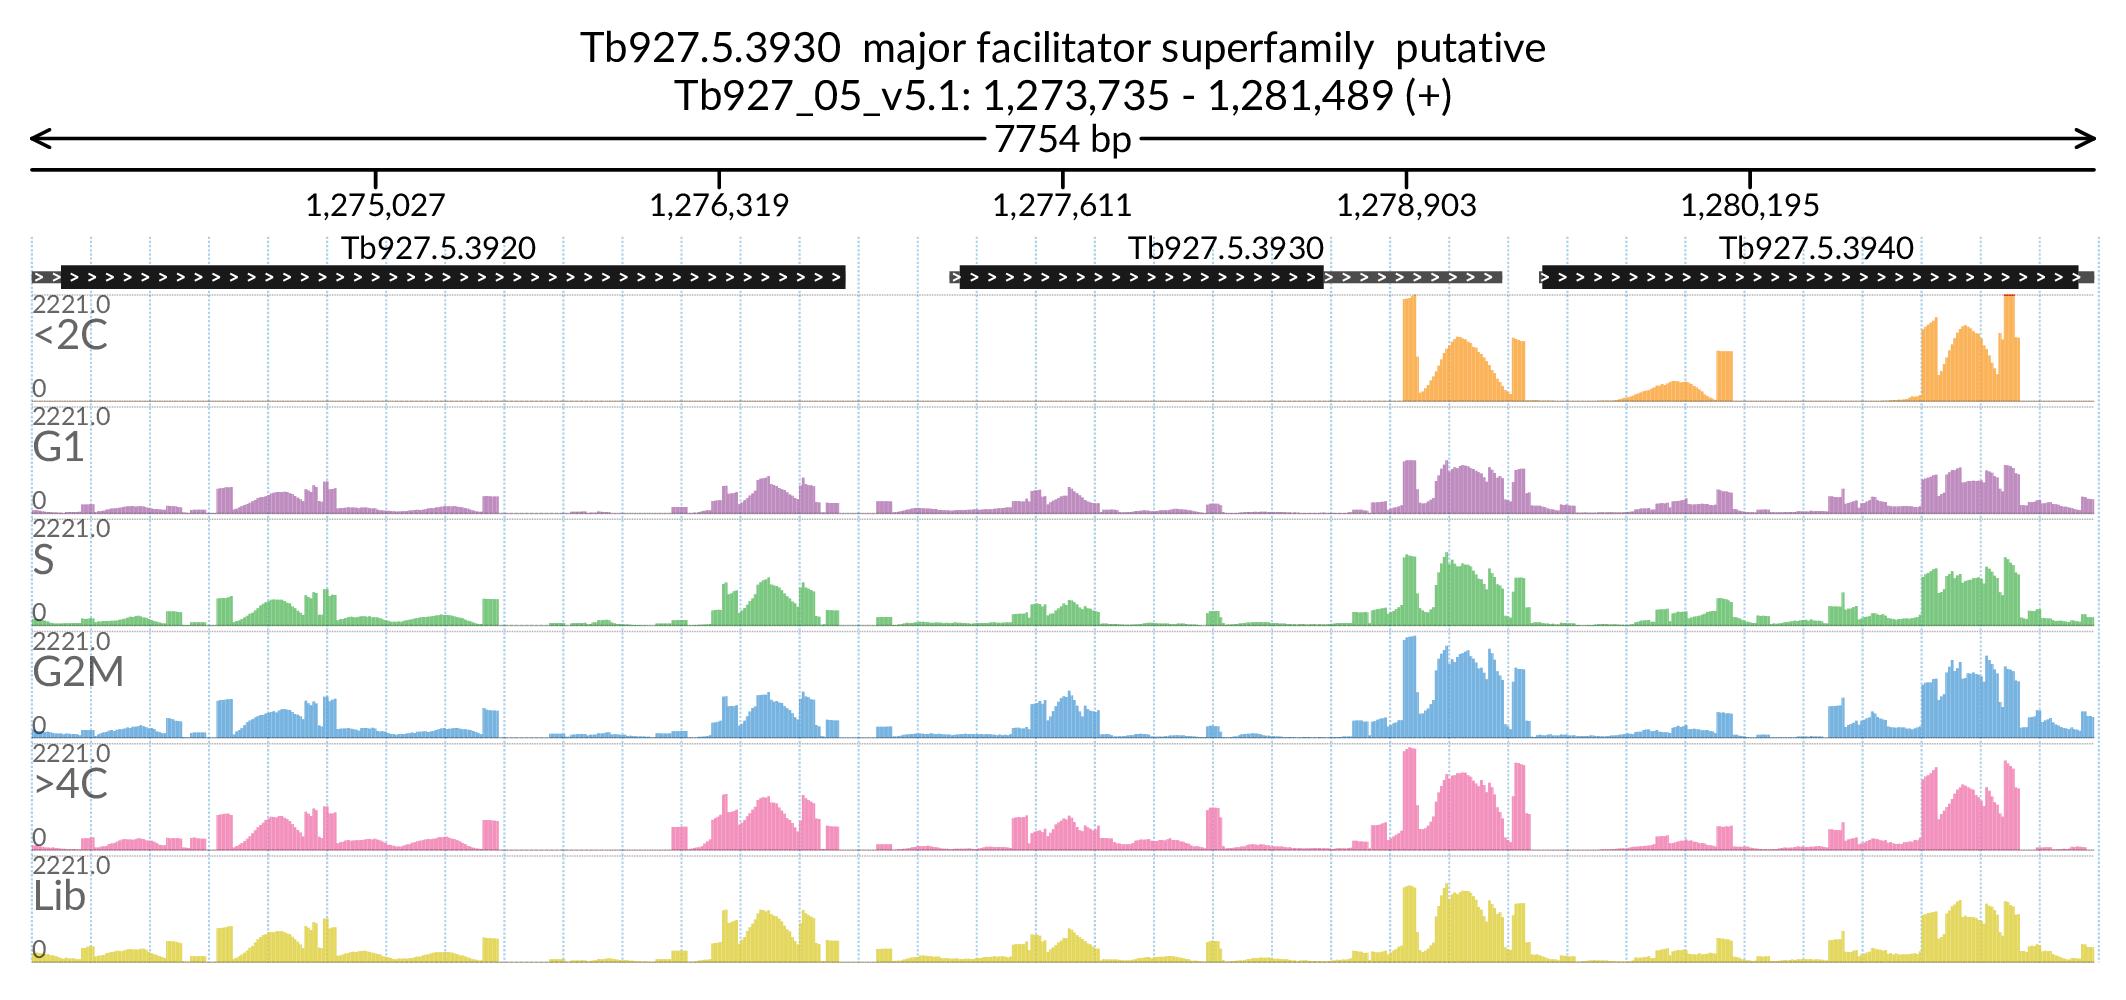 Tb927.5.3930  major facilitator superfamily  putative
Tb927_05_v5.1: 1,273,735 - 1,281,489 (+)
7754 bp
1,275,027 1,276,319 1,277,611 1,278,903 1,280,195
Tb927.5.3920 Tb927.5.3930 Tb927.5.3940
2221.0
<2C
0
2221.0
G1
0
2221.0
S
0
2221.0
G2M
0
2221.0
>4C
0
2221.0
Lib
0